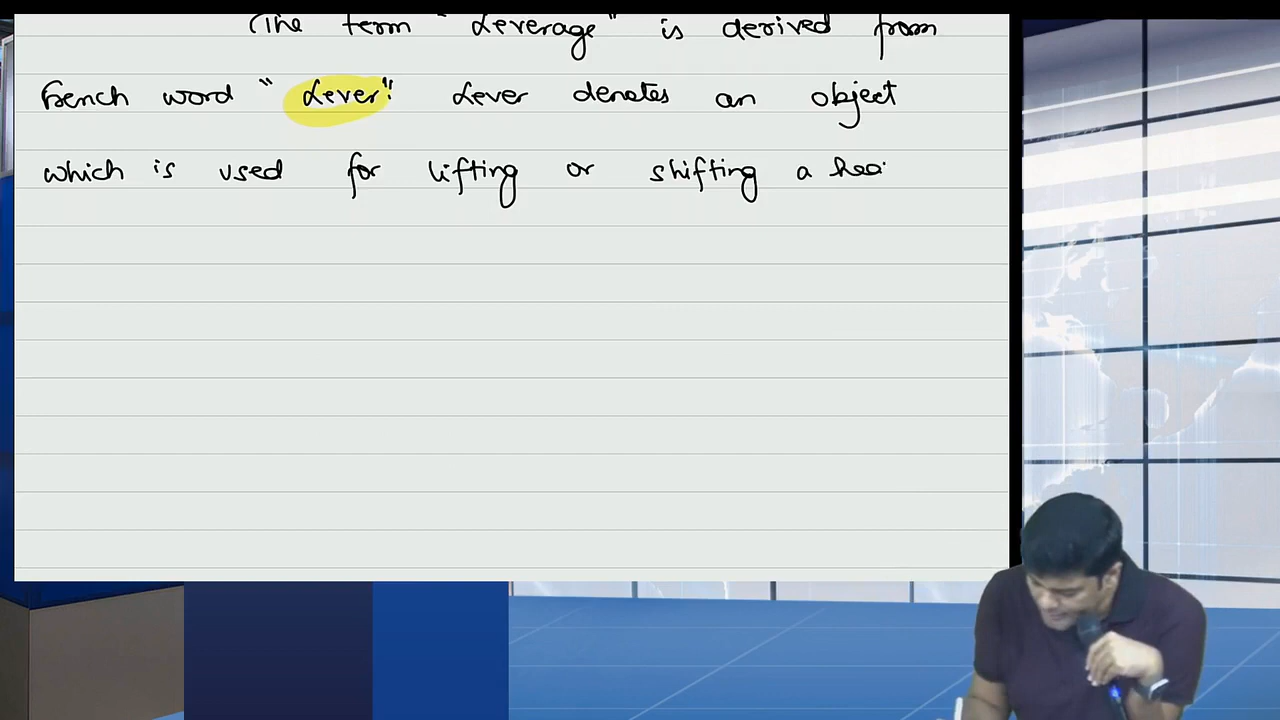 The term "Leverage" is derived from
French word "Lever". Lever denotes an object
which is used for lifting or shifting a hea